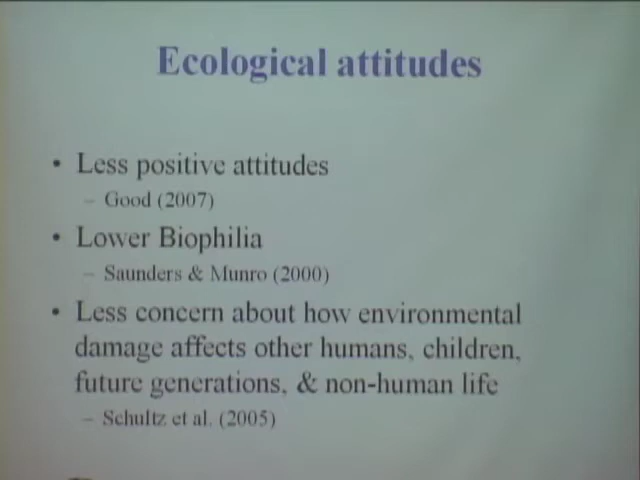 Ecological attitudes
• Less positive attitudes
– Good (2007)
• Lower Biophilia
– Saunders & Munro (2000)
• Less concern about how environmental
damage affects other humans, children,
future generations, & non-human life
– Schultz et al. (2005)